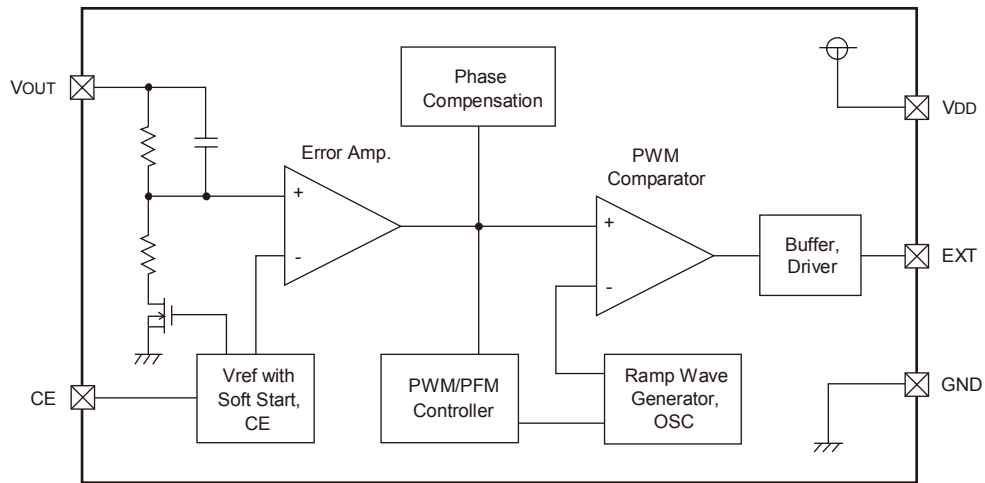 VOUT
Phase
Compensation
VDD
Error Amp.
PWM
Comparator
+
-
+
-
Buffer,
Driver
EXT
CE
Vref with
Soft Start,
CE
PWM/PFM
Controller
Ramp Wave
Generator,
OSC
GND